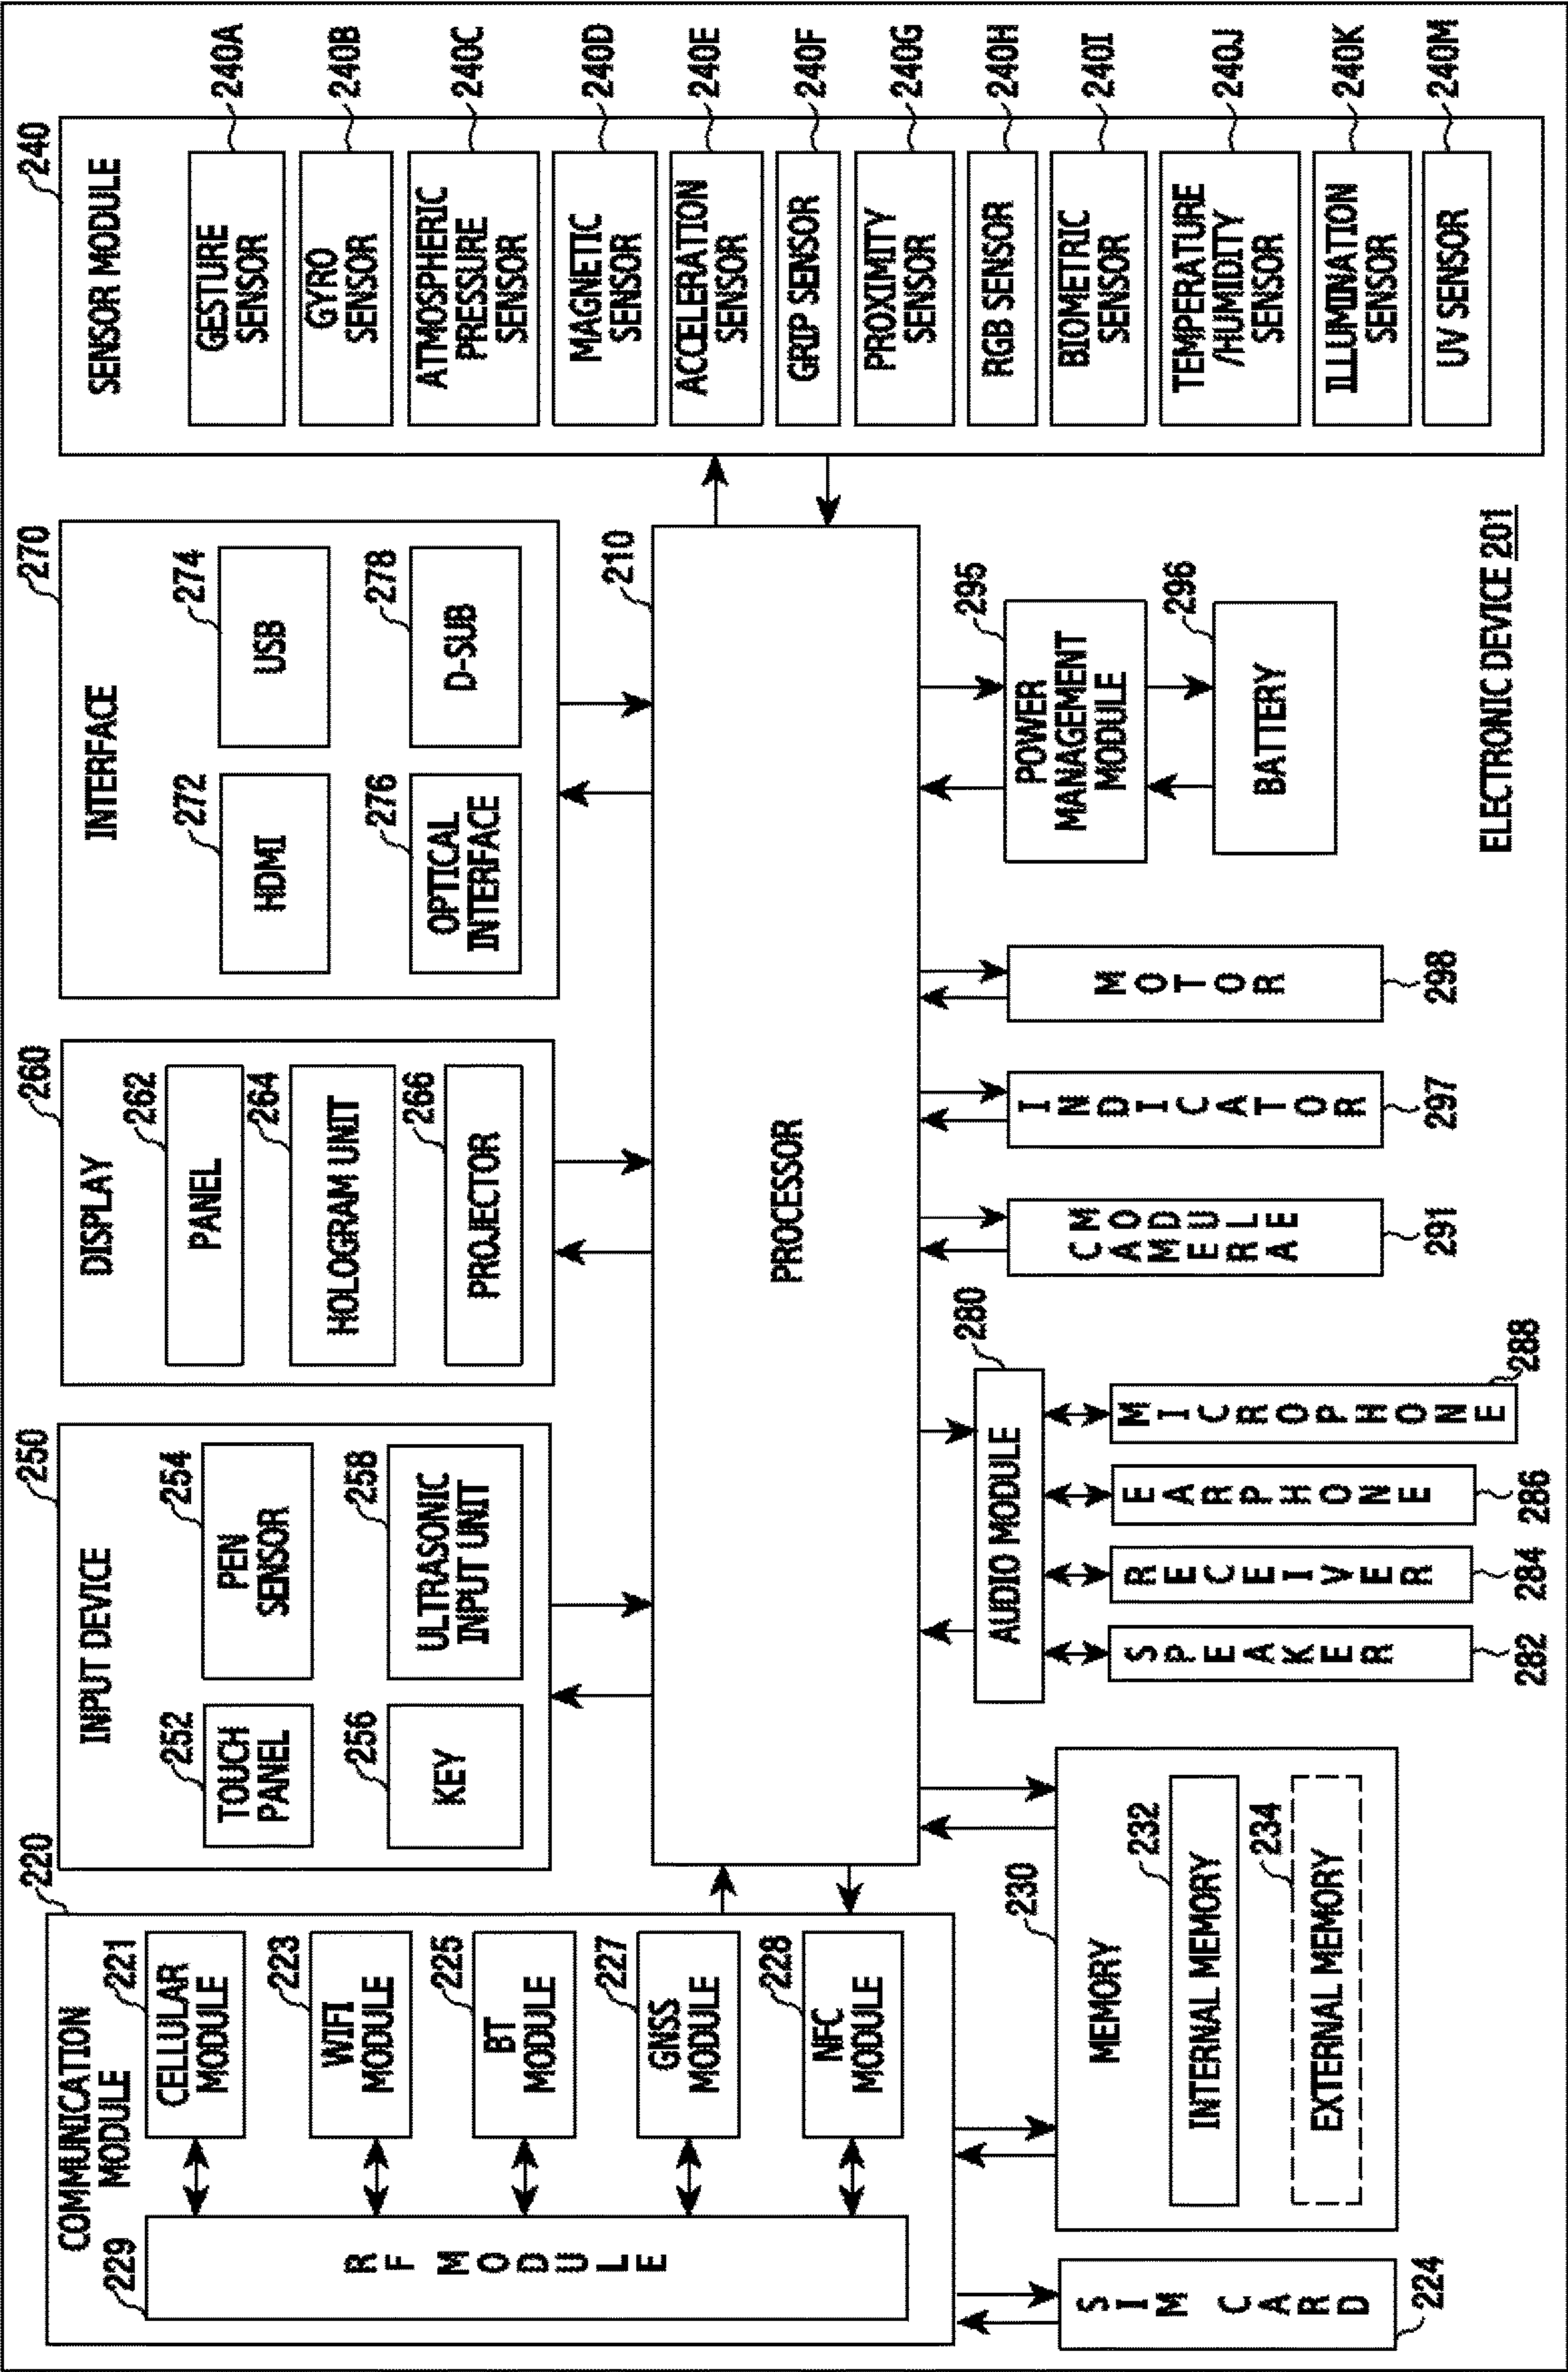 COMMUNICATION
MODULE
220
229
RF MODULE
221
CELLULAR
MODULE
223
WIFI
MODULE
225
BT
MODULE
227
GNSS
MODULE
228
NFC
MODULE
INPUT DEVICE
250
252
TOUCH
PANEL
254
PEN
SENSOR
256
KEY
258
ULTRASONIC
INPUT UNIT
DISPLAY
260
262
PANEL
264
HOLOGRAM UNIT
266
PROJECTOR
INTERFACE
270
272
HDMI
274
USB
276
OPTICAL
INTERFACE
278
D-SUB
SENSOR MODULE
240
GESTURE
SENSOR
240A
GYRO
SENSOR
240B
ATMOSPHERIC
PRESSURE
SENSOR
240C
MAGNETIC
SENSOR
240D
ACCELERATION
SENSOR
240E
GRIP SENSOR
240F
PROXIMITY
SENSOR
240G
RGB SENSOR
240H
BIOMETRIC
SENSOR
240I
TEMPERATURE
/HUMIDITY
SENSOR
240J
ILLUMINATION
SENSOR
240K
UV SENSOR
240M
PROCESSOR
210
SIM CARD
224
MEMORY
230
232
INTERNAL MEMORY
234
EXTERNAL MEMORY
AUDIO MODULE
280
SPEAKER
282
RECEIVER
284
EARPHONE
286
MICROPHONE
288
CAMERA
MODULE
291
INDICATOR
297
MOTOR
298
POWER
MANAGEMENT
MODULE
295
BATTERY
296
ELECTRONIC DEVICE 201